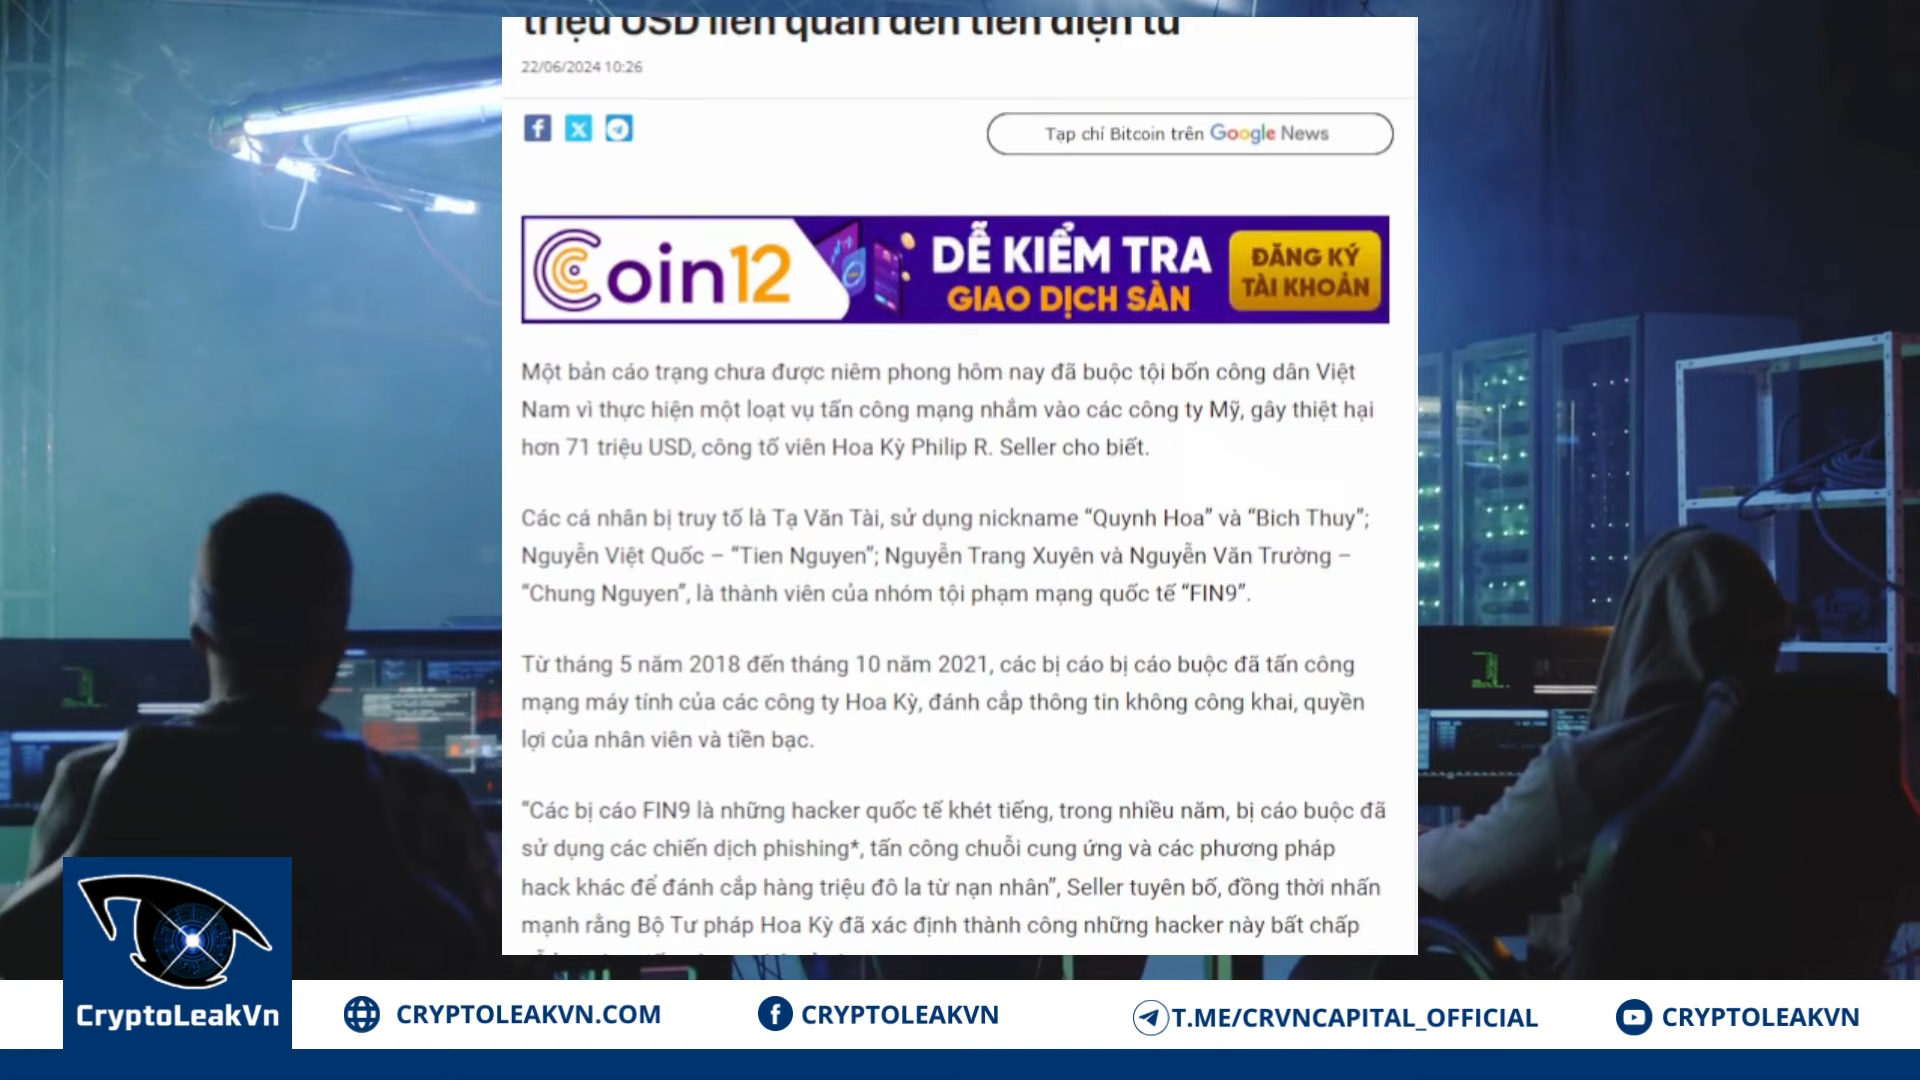 triệu USD liên quan đến tiền điện tử
22/06/2024 10:26
Tạp chí Bitcoin trên Google News
Coin12
DỄ KIỂM TRA
GIAO DỊCH SÀN
ĐĂNG KÝ
TÀI KHOẢN
Một bản cáo trạng chưa được niêm phong hôm nay đã buộc tội bốn công dân Việt
Nam vì thực hiện một loạt vụ tấn công mạng nhắm vào các công ty Mỹ, gây thiệt hại
hơn 71 triệu USD, công tố viên Hoa Kỳ Philip R. Seller cho biết.
Các cá nhân bị truy tố là Tạ Văn Tài, sử dụng nickname “Quynh Hoa” và “Bich Thuy”;
Nguyễn Việt Quốc – “Tien Nguyen”; Nguyễn Trang Xuyên và Nguyễn Văn Trường –
“Chung Nguyen”, là thành viên của nhóm tội phạm mạng quốc tế “FIN9”.
Từ tháng 5 năm 2018 đến tháng 10 năm 2021, các bị cáo bị cáo buộc đã tấn công
mạng máy tính của các công ty Hoa Kỳ, đánh cắp thông tin không công khai, quyền
lợi của nhân viên và tiền bạc.
“Các bị cáo FIN9 là những hacker quốc tế khét tiếng, trong nhiều năm, bị cáo buộc đã
sử dụng các chiến dịch phishing*, tấn công chuỗi cung ứng và các phương pháp
hack khác để đánh cắp hàng triệu đô la từ nạn nhân”, Seller tuyên bố, đồng thời nhấn
mạnh rằng Bộ Tư pháp Hoa Kỳ đã xác định thành công những hacker này bất chấp
CryptoLeakVn
CRYPTOLEAKVN.COM
CRYPTOLEAKVN
T.ME/CRVNCAPITAL_OFFICIAL
CRYPTOLEAKVN